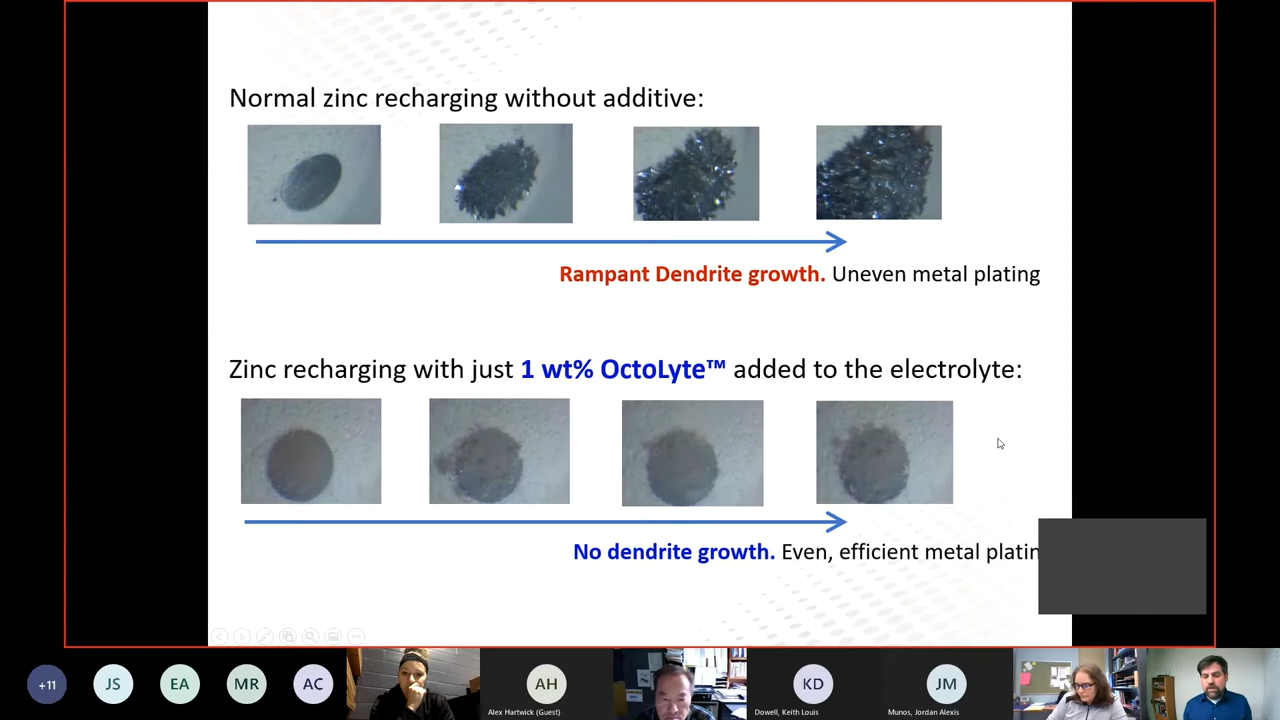 Normal zinc recharging without additive:
Rampant Dendrite growth. Uneven metal plating
Zinc recharging with just 1 wt% OctoLyte™ added to the electrolyte:
No dendrite growth. Even, efficient metal platin
+11
JS
EA
MR
AC
AH
Alex Hartwick (Guest)
KD
Dowell, Keith Louis
JM
Munos, Jordan Alexis